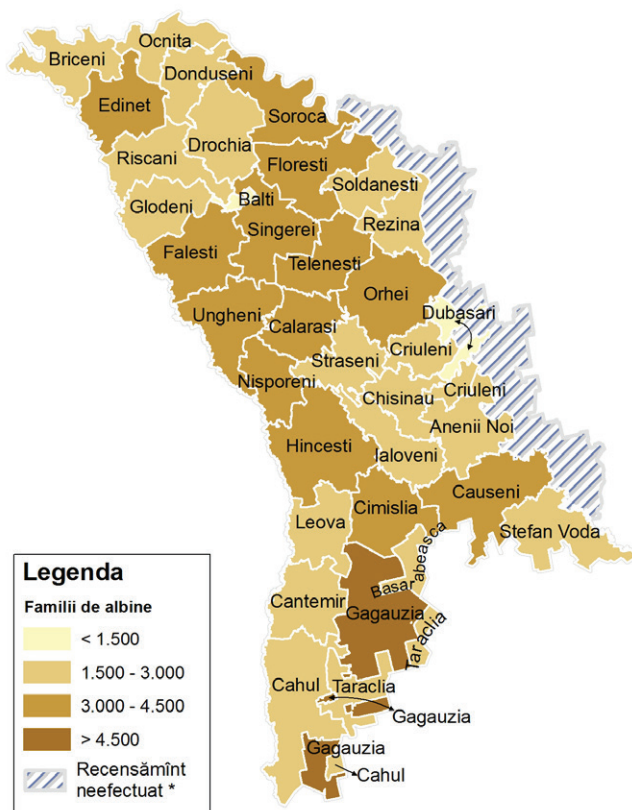 Ocnita
Briceni
Donduseni
Edinet
Soroca
Drochia
Riscani
Floresti
Soldanesti
Glodeni
Balti
Rezina
Singerei
Falesti
Telenesti
Orhei
Dubasari
Ungheni
Calarasi
Straseni
Criuleni
Nisporeni
Criuleni
Chisinau
Anenii Noi
Hincesti
Ialoveni
Causeni
Cimislia
Leova
Stefan Voda
Basarabeasca
Cantemir
Gagauzia
Taraclia
Cahul
Taraclia
Gagauzia
Gagauzia
Cahul
Legenda
Familii de albine
< 1.500
1.500 - 3.000
3.000 - 4.500
> 4.500
Recensămînt
neefectuat *